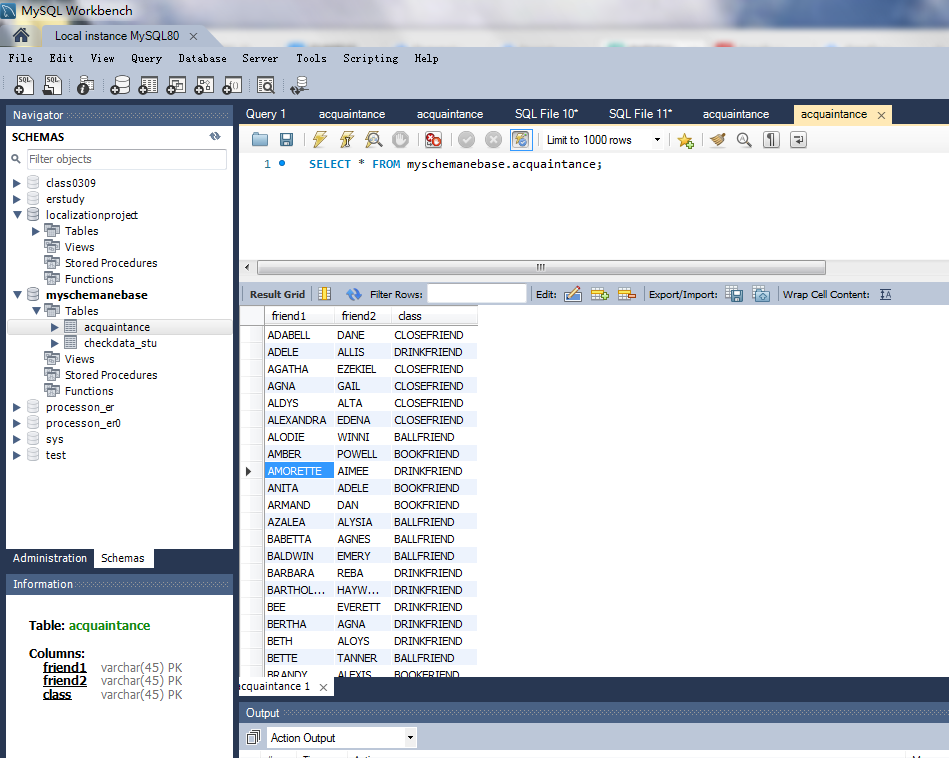 MySQL Workbench
Local instance MySQL80 ×
File Edit View Query Database Server Tools Scripting Help
Navigator
SCHEMAS
Filter objects
class0309
erstudy
localizationproject
Tables
Views
Stored Procedures
Functions
myschemanebase
Tables
acquaintance
checkdata_stu
Views
Stored Procedures
Functions
processon_er
processon_er0
sys
test
Administration Schemas
Information
Table: acquaintance
Columns:
friend1 varchar(45) PK
friend2 varchar(45) PK
class varchar(45) PK
Query 1 acquaintance acquaintance SQL File 10* SQL File 11* acquaintance acquaintance ×
Limit to 1000 rows
1 SELECT * FROM myschemanebase.acquaintance;
Result Grid Filter Rows: Edit: Export/Import: Wrap Cell Content:
friend1 friend2 class
ADABELL DANE CLOSEFRIEND
ADELE ALLIS DRINKFRIEND
AGATHA EZEKIEL CLOSEFRIEND
AGNA GAIL CLOSEFRIEND
ALDYS ALTA CLOSEFRIEND
ALEXANDRA EDENA CLOSEFRIEND
ALODIE WINNI BALLFRIEND
AMBER POWELL BOOKFRIEND
AMORETTE AIMEE DRINKFRIEND
ANITA ADELE BOOKFRIEND
ARMAND DAN BOOKFRIEND
AZALEA ALYSIA BALLFRIEND
BABETTA AGNES BALLFRIEND
BALDWIN EMERY BALLFRIEND
BARBARA REBA DRINKFRIEND
BARTHOL... HAYW... DRINKFRIEND
BEE EVERETT DRINKFRIEND
BERTHA AGNA DRINKFRIEND
BETH ALOYS DRINKFRIEND
BETTE TANNER BALLFRIEND
BRANDY ALEXIS BOOKFRIEND
acquaintance 1 ×
Output
Action Output